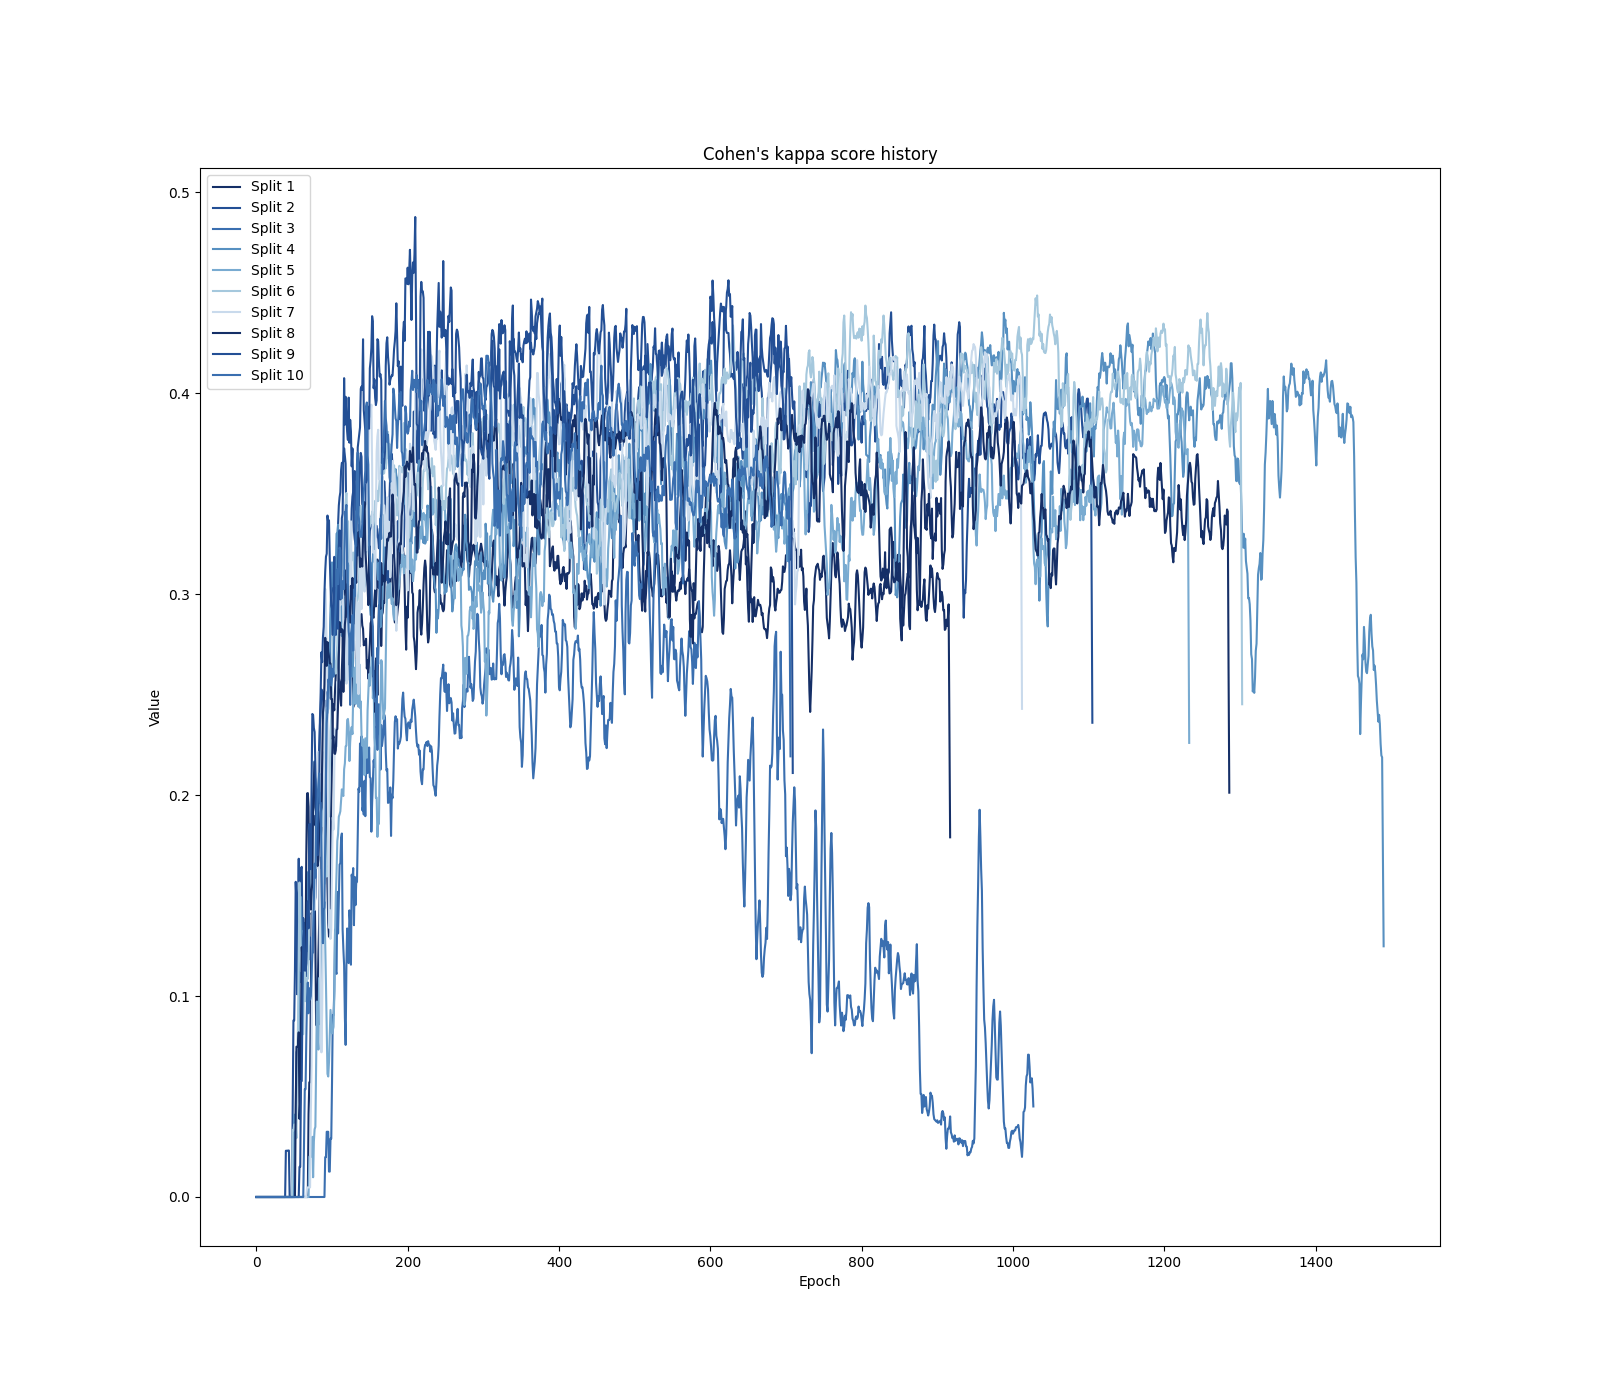 Cohen's kappa score history
Split 1
Split 2
Split 3
Split 4
Split 5
Split 6
Split 7
Split 8
Split 9
Split 10
0.5
0.4
0.3
0.2
0.1
0.0
Value
0 200 400 600 800 1000 1200 1400
Epoch